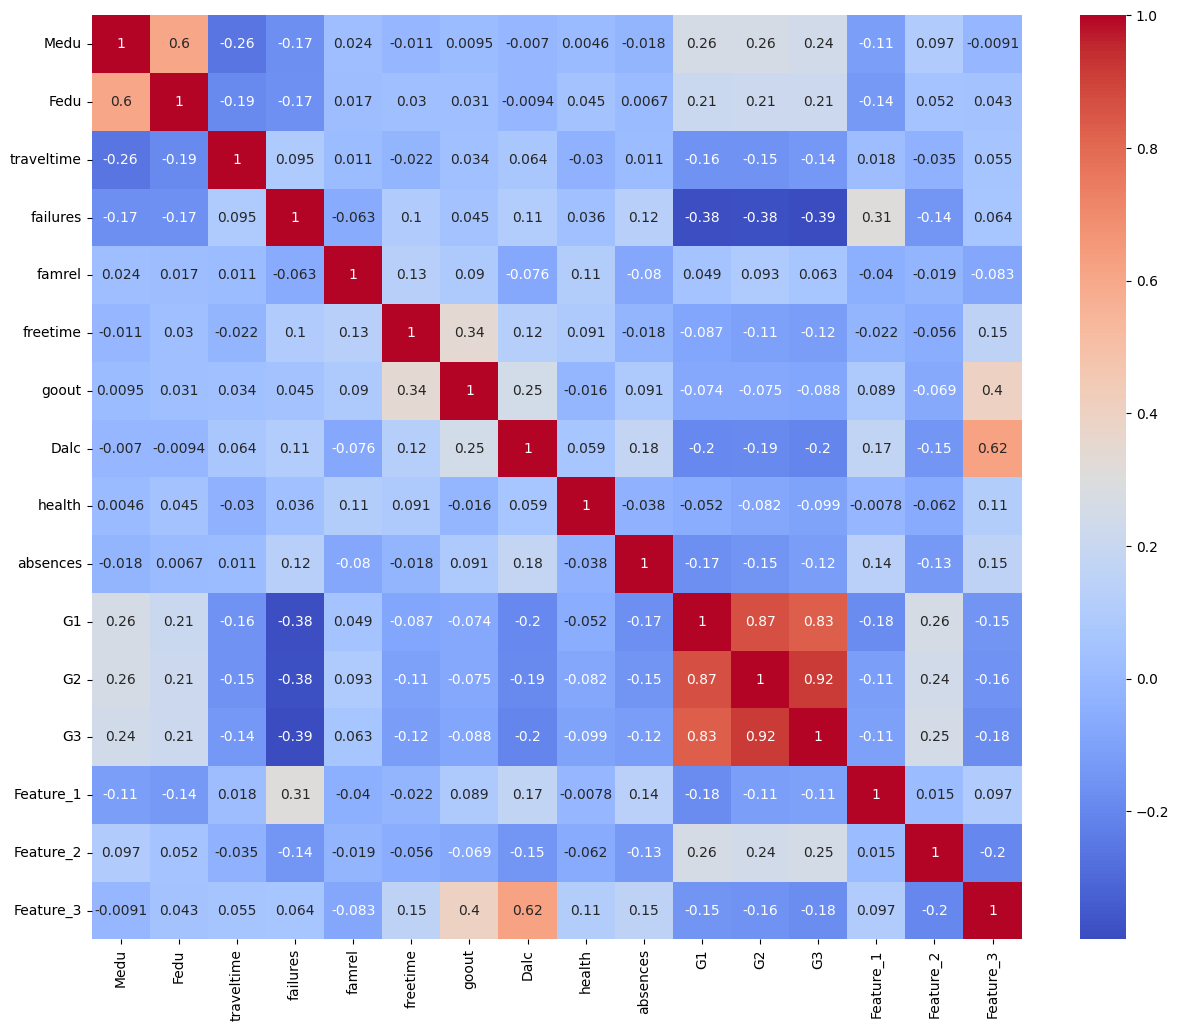 Medu 1 0.6 -0.26 -0.17 0.024 -0.011 0.0095 -0.007 0.0046 -0.018 0.26 0.26 0.24 -0.11 0.097 -0.0091
Fedu 0.6 1 -0.19 -0.17 0.017 0.03 0.031 -0.0094 0.045 0.0067 0.21 0.21 0.21 -0.14 0.052 0.043
traveltime -0.26 -0.19 1 0.095 0.011 -0.022 0.034 0.064 -0.03 0.011 -0.16 -0.15 -0.14 0.018 -0.035 0.055
failures -0.17 -0.17 0.095 1 -0.063 0.1 0.045 0.11 0.036 0.12 -0.38 -0.38 -0.39 0.31 -0.14 0.064
famrel 0.024 0.017 0.011 -0.063 1 0.13 0.09 -0.076 0.11 -0.08 0.049 0.093 0.063 -0.04 -0.019 -0.083
freetime -0.011 0.03 -0.022 0.1 0.13 1 0.34 0.12 0.091 -0.018 -0.087 -0.11 -0.12 -0.022 -0.056 0.15
goout 0.0095 0.031 0.034 0.045 0.09 0.34 1 0.25 -0.016 0.091 -0.074 -0.075 -0.088 0.089 -0.069 0.4
Dalc -0.007 -0.0094 0.064 0.11 -0.076 0.12 0.25 1 0.059 0.18 -0.2 -0.19 -0.2 0.17 -0.15 0.62
health 0.0046 0.045 -0.03 0.036 0.11 0.091 -0.016 0.059 1 -0.038 -0.052 -0.082 -0.099 -0.0078 -0.062 0.11
absences -0.018 0.0067 0.011 0.12 -0.08 -0.018 0.091 0.18 -0.038 1 -0.17 -0.15 -0.12 0.14 -0.13 0.15
G1 0.26 0.21 -0.16 -0.38 0.049 -0.087 -0.074 -0.2 -0.052 -0.17 1 0.87 0.83 -0.18 0.26 -0.15
G2 0.26 0.21 -0.15 -0.38 0.093 -0.11 -0.075 -0.19 -0.082 -0.15 0.87 1 0.92 -0.11 0.24 -0.16
G3 0.24 0.21 -0.14 -0.39 0.063 -0.12 -0.088 -0.2 -0.099 -0.12 0.83 0.92 1 -0.11 0.25 -0.18
Feature_1 -0.11 -0.14 0.018 0.31 -0.04 -0.022 0.089 0.17 -0.0078 0.14 -0.18 -0.11 -0.11 1 0.015 0.097
Feature_2 0.097 0.052 -0.035 -0.14 -0.019 -0.056 -0.069 -0.15 -0.062 -0.13 0.26 0.24 0.25 0.015 1 -0.2
Feature_3 -0.0091 0.043 0.055 0.064 -0.083 0.15 0.4 0.62 0.11 0.15 -0.15 -0.16 -0.18 0.097 -0.2 1
Medu Fedu traveltime failures famrel freetime goout Dalc health absences G1 G2 G3 Feature_1 Feature_2 Feature_3
1.0
0.8
0.6
0.4
0.2
0.0
−0.2